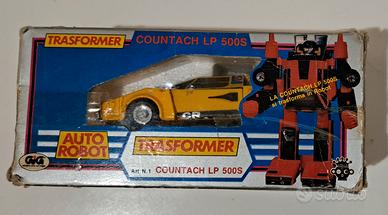 TRASFORMER
COUNTACH LP 500S
LA COUNTACH LP 500S
si trasforma in Robot
AUTO
ROBOT
TRASFORMER
GiG
Art. N. 1 COUNTACH LP 500S
subito